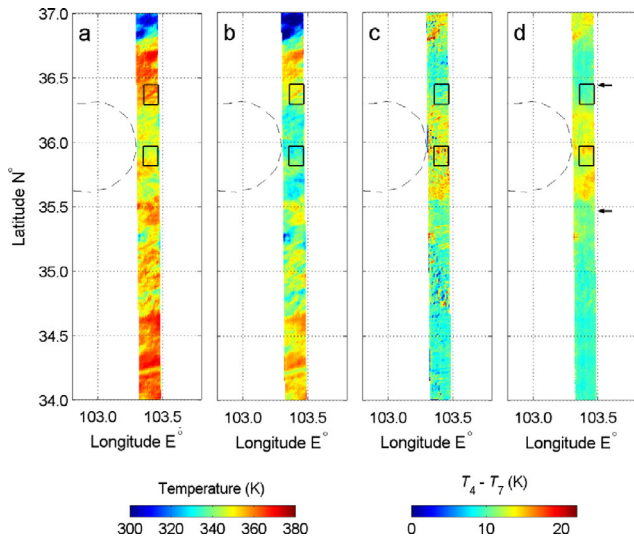 a b c d
37.0
36.5
36.0
35.5
35.0
34.5
34.0
Latitude N°
103.0 103.5 103.0 103.5 103.0 103.5 103.0 103.5
Longitude E° Longitude E° Longitude E° Longitude E°
Temperature (K) T4 - T7 (K)
300 320 340 360 380 0 10 20